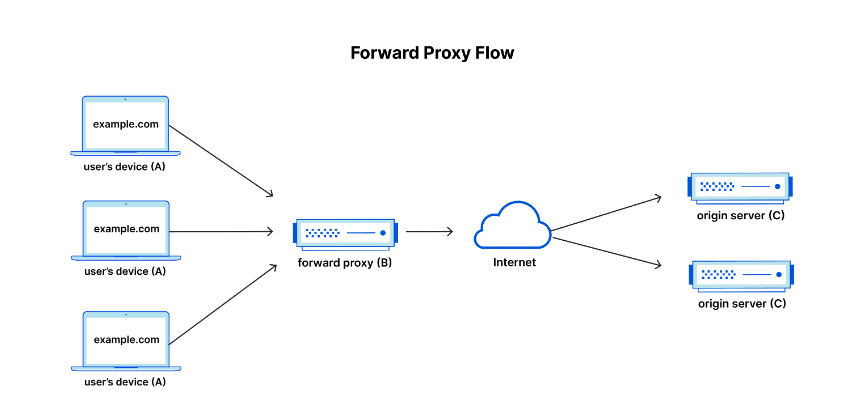 Forward Proxy Flow
example.com
user's device (A)
example.com
user's device (A)
example.com
user's device (A)
forward proxy (B)
Internet
origin server (C)
origin server (C)